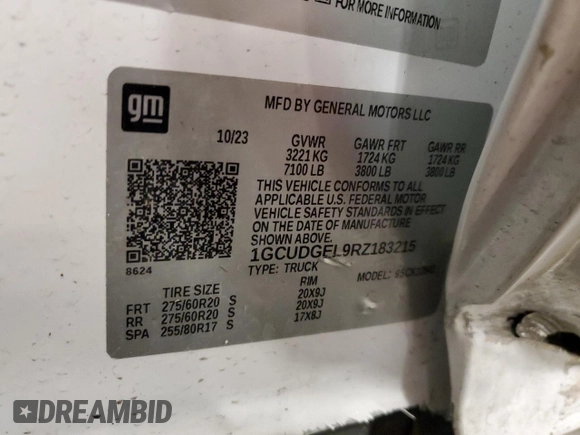 FOR MORE INFORMATION
gm
MFD BY GENERAL MOTORS LLC
10/23 GVWR GAWR FRT GAWR RR
3221 KG 1724 KG 1724 KG
7100 LB 3800 LB 3800 LB
THIS VEHICLE CONFORMS TO ALL
APPLICABLE U.S. FEDERAL MOTOR
VEHICLE SAFETY STANDARDS IN EFFECT
ON THE DATE OF MANUFACTURE
SHOWN ABOVE.
8624
1GCUDGEL9RZ183215
TYPE: TRUCK MODEL:
TIRE SIZE RIM
FRT 275/60R20 S 20X9J
RR 275/60R20 S 20X9J
SPA 255/80R17 S 17X8J
DREAMBID